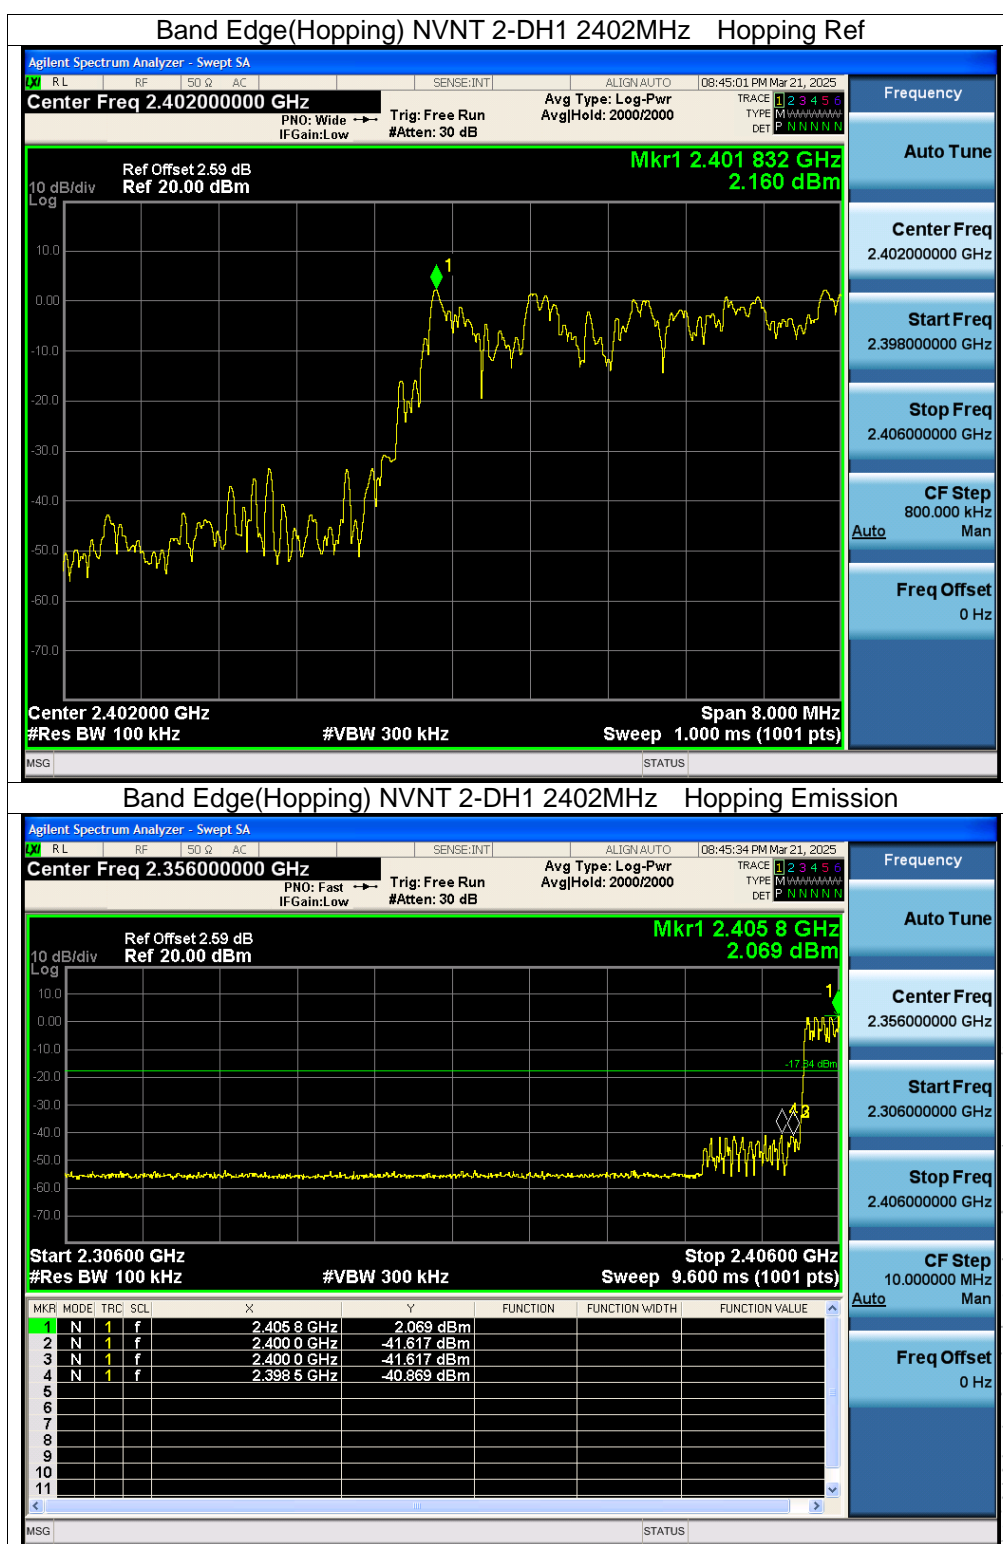 Band Edge(Hopping) NVNT 2-DH1 2402MHz Hopping Ref
Agilent Spectrum Analyzer - Swept SA
LXI RL RF 50 Ω AC SENSE:INT ALIGN AUTO 08:45:01 PM Mar 21, 2025
Center Freq 2.402000000 GHz
PNO: Wide
IFGain:Low
Trig: Free Run
#Atten: 30 dB
Avg Type: Log-Pwr
Avg|Hold: 2000/2000
TRACE 1 2 3 4 5 6
TYPE M WWWWW
DET P N N N N N
Ref Offset 2.59 dB
10 dB/div Ref 20.00 dBm
Log
Mkr1 2.401 832 GHz
2.160 dBm
10.0
0.00
-10.0
-20.0
-30.0
-40.0
-50.0
-60.0
-70.0
1
Center 2.402000 GHz Span 8.000 MHz
#Res BW 100 kHz #VBW 300 kHz Sweep 1.000 ms (1001 pts)
MSG STATUS
Frequency
Auto Tune
Center Freq
2.402000000 GHz
Start Freq
2.398000000 GHz
Stop Freq
2.406000000 GHz
CF Step
800.000 kHz
Auto Man
Freq Offset
0 Hz
Band Edge(Hopping) NVNT 2-DH1 2402MHz Hopping Emission
Agilent Spectrum Analyzer - Swept SA
LXI RL RF 50 Ω AC SENSE:INT ALIGN AUTO 08:45:34 PM Mar 21, 2025
Center Freq 2.356000000 GHz
PNO: Fast
IFGain:Low
Trig: Free Run
#Atten: 30 dB
Avg Type: Log-Pwr
Avg|Hold: 2000/2000
TRACE 1 2 3 4 5 6
TYPE M WWWWW
DET P N N N N N
Ref Offset 2.59 dB
10 dB/div Ref 20.00 dBm
Log
Mkr1 2.405 8 GHz
2.069 dBm
10.0
0.00
-10.0
-20.0
-30.0
-40.0
-50.0
-60.0
-70.0
1
-17.84 dBm
Start 2.30600 GHz Stop 2.40600 GHz
#Res BW 100 kHz #VBW 300 kHz Sweep 9.600 ms (1001 pts)
MKR MODE TRC SCL X Y FUNCTION FUNCTION WIDTH FUNCTION VALUE
1 N 1 f 2.405 8 GHz 2.069 dBm
2 N 1 f 2.400 0 GHz -41.617 dBm
3 N 1 f 2.400 0 GHz -41.617 dBm
4 N 1 f 2.398 5 GHz -40.869 dBm
5
6
7
8
9
10
11
MSG STATUS
Frequency
Auto Tune
Center Freq
2.356000000 GHz
Start Freq
2.306000000 GHz
Stop Freq
2.406000000 GHz
CF Step
10.000000 MHz
Auto Man
Freq Offset
0 Hz